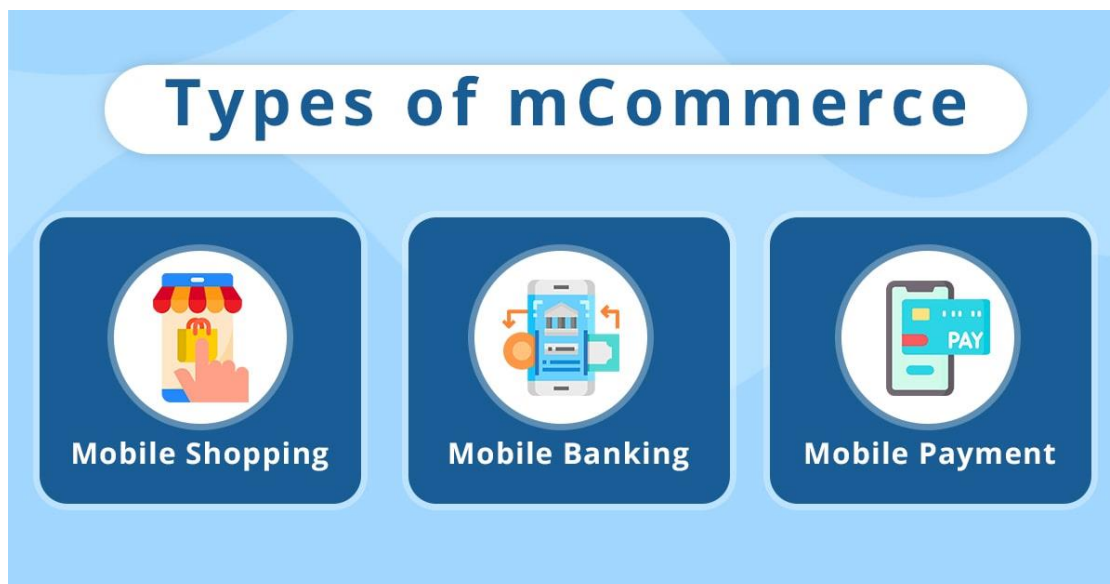 Types of mCommerce
PAY
Mobile Shopping
Mobile Banking
Mobile Payment